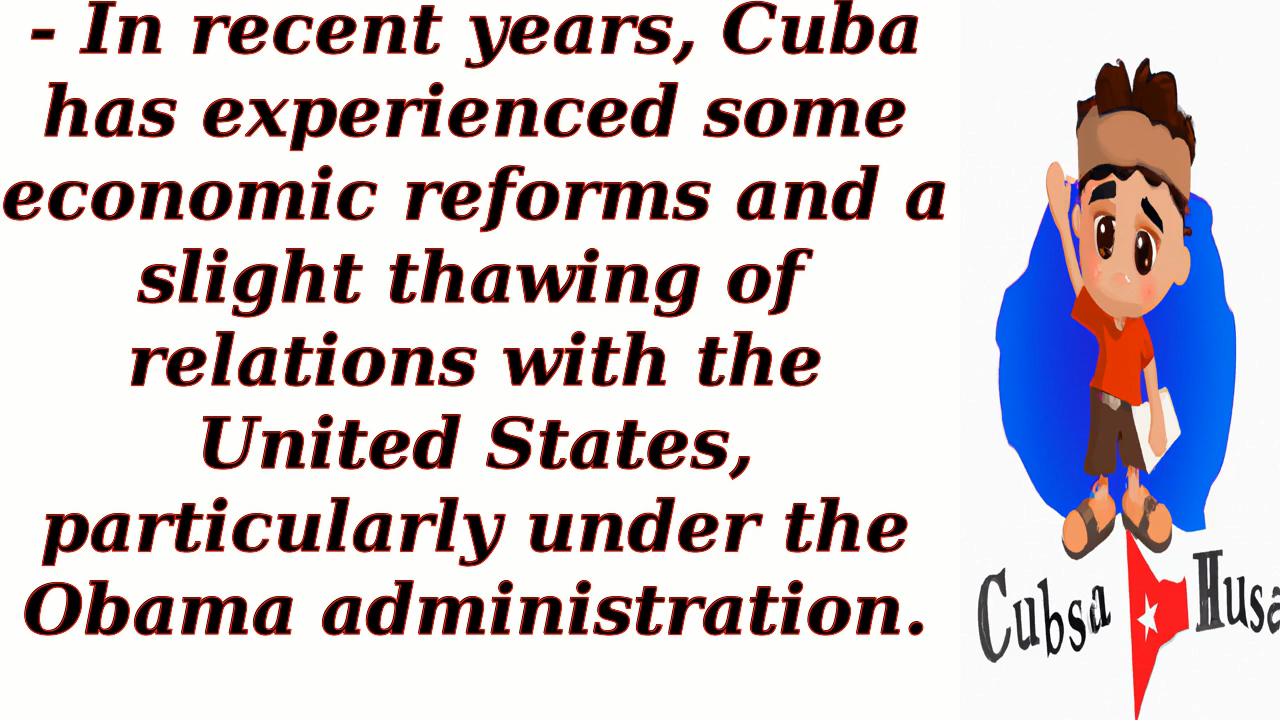 - In recent years, Cuba
has experienced some
economic reforms and a
slight thawing of
relations with the
United States,
particularly under the
Obama administration.
Cubsa Husa